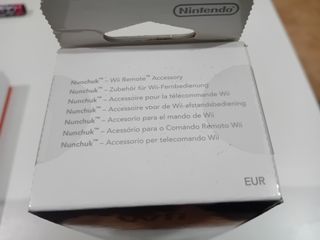 Nintendo
Nunchuk™ – Wii Remote™ Accessory
Nunchuk™ – Zubehör für Wii-Fernbedienung
Nunchuk™ – Accessoire pour la télécommande Wii
Nunchuk™ – Accessoire voor de Wii-afstandsbediening
Nunchuk™ – Accesorio para el mando de Wii
Nunchuk™ – Acessório para o Comando Remoto Wii
Nunchuk™ – Accessorio per telecomando Wii
EUR
Wii